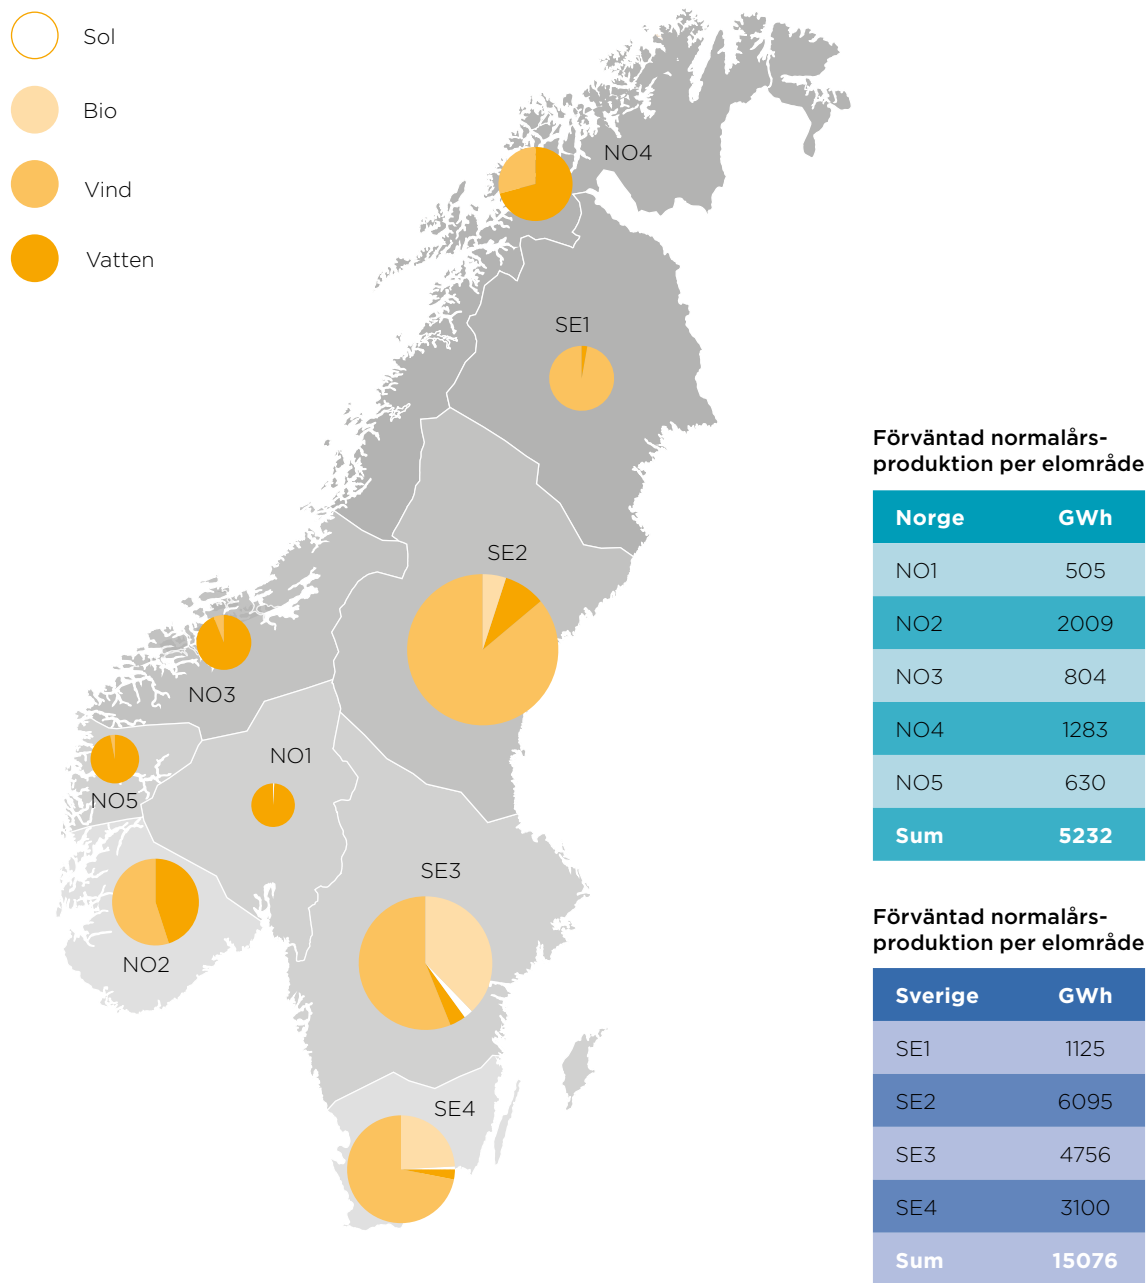 Sol
Bio
Vind
Vatten
NO4
SE1
SE2
NO3
NO1
NO5
SE3
NO2
SE4
Förväntad normalårs-
produktion per elområde
Norge GWh
NO1 505
NO2 2009
NO3 804
NO4 1283
NO5 630
Sum 5232
Förväntad normalårs-
produktion per elområde
Sverige GWh
SE1 1125
SE2 6095
SE3 4756
SE4 3100
Sum 15076